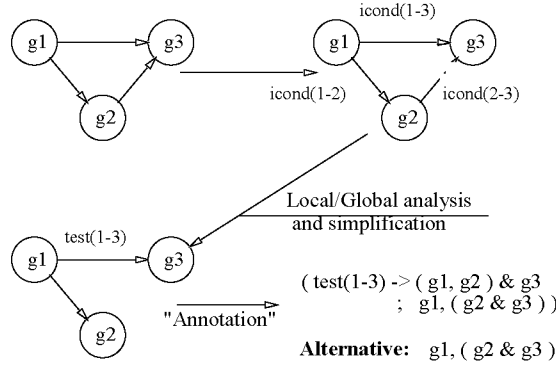 icond(1-3)
g1
g3
g1
g3
icond(1-2)
icond(2-3)
g2
g2
Local/Global analysis
and simplification
test(1-3)
g1
g3
( test(1-3) -> ( g1, g2 ) & g3
; g1, ( g2 & g3 ) )
"Annotation"
g2
Alternative: g1, ( g2 & g3 )